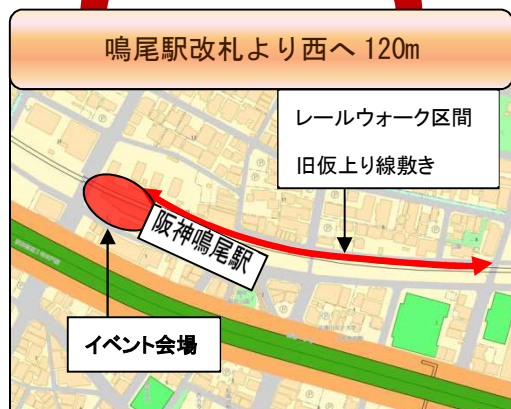 鳴尾駅改札より西へ 120m
レールウォーク区間
旧仮上り線敷き
阪神鳴尾駅
イベント会場